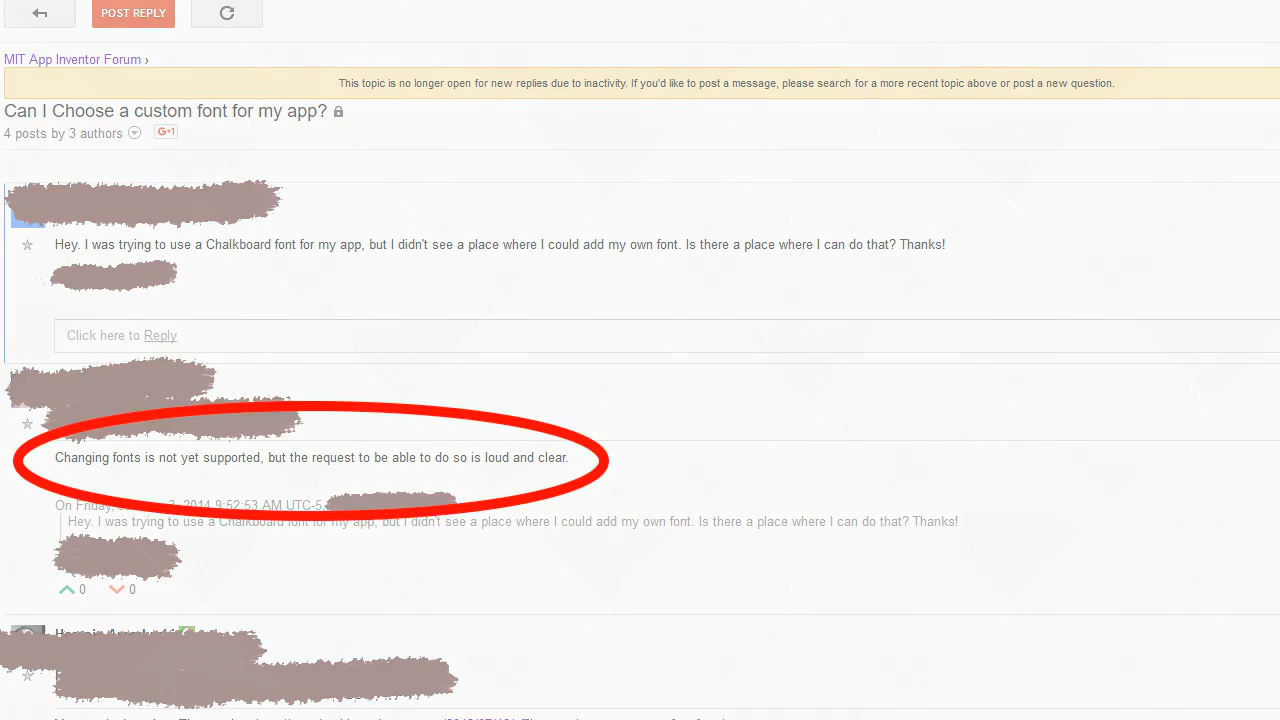 POST REPLY
MIT App Inventor Forum ›
This topic is no longer open for new replies due to inactivity. If you'd like to post a message, please search for a more recent topic above or post a new question.
Can I Choose a custom font for my app?
4 posts by 3 authors
G+1
Hey. I was trying to use a Chalkboard font for my app, but I didn't see a place where I could add my own font. Is there a place where I can do that? Thanks!
Click here to Reply
Changing fonts is not yet supported, but the request to be able to do so is loud and clear.
On Friday, 2014 9:52:53 AM UTC-5,
Hey. I was trying to use a Chalkboard font for my app, but I didn't see a place where I could add my own font. Is there a place where I can do that? Thanks!
0 0